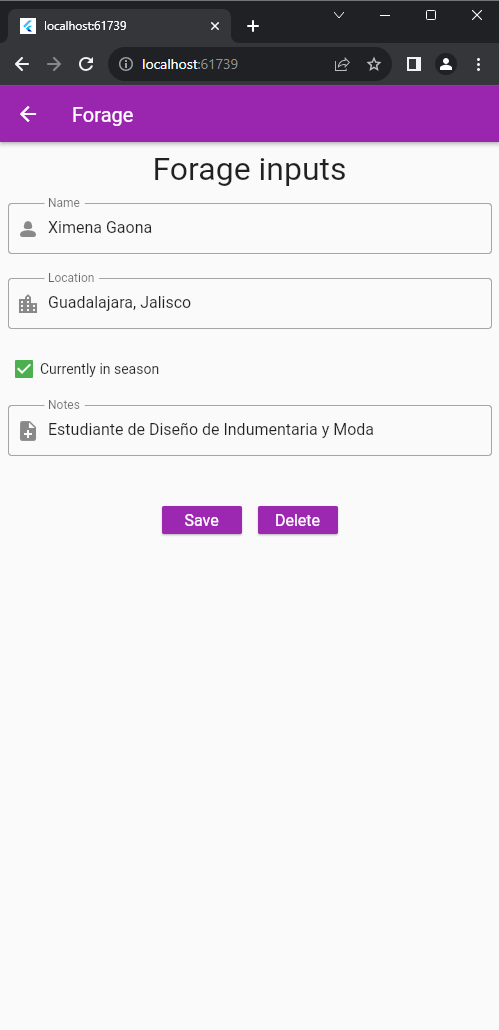 localhost:61739
localhost:61739
Forage
Forage inputs
Name
Ximena Gaona
Location
Guadalajara, Jalisco
Currently in season
Notes
Estudiante de Diseño de Indumentaria y Moda
Save
Delete